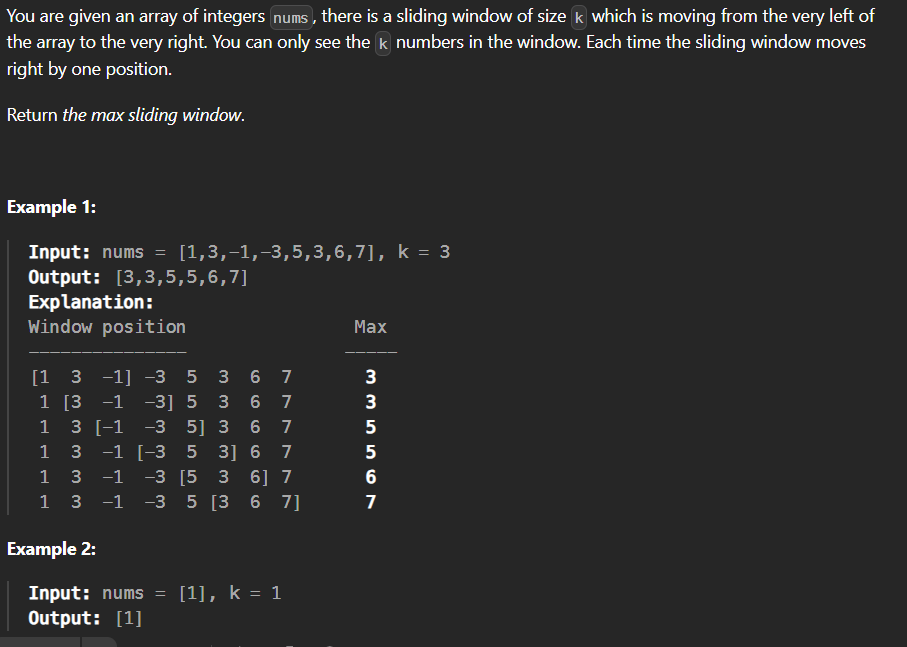 You are given an array of integers nums, there is a sliding window of size k which is moving from the very left of
the array to the very right. You can only see the k numbers in the window. Each time the sliding window moves
right by one position.
Return the max sliding window.
Example 1:
Input: nums = [1,3,-1,-3,5,3,6,7], k = 3
Output: [3,3,5,5,6,7]
Explanation:
Window position                Max
---------------               -----
[1  3  -1] -3  5  3  6  7       3
 1 [3  -1  -3] 5  3  6  7       3
 1  3 [-1  -3  5] 3  6  7       5
 1  3  -1 [-3  5  3] 6  7       5
 1  3  -1  -3 [5  3  6] 7       6
 1  3  -1  -3  5 [3  6  7]      7
Example 2:
Input: nums = [1], k = 1
Output: [1]